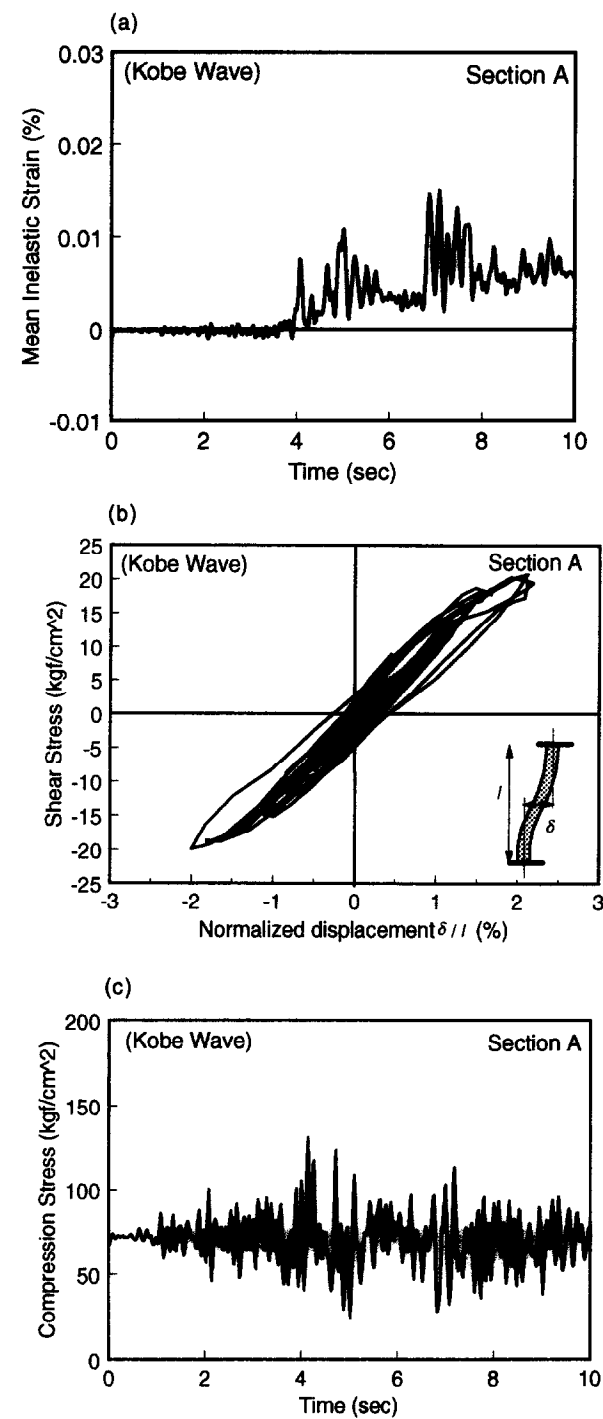 (a)
(Kobe Wave) Section A
0.03
0.02
0.01
0
-0.01
Mean Inelastic Strain (%)
0 2 4 6 8 10
Time (sec)
(b)
(Kobe Wave) Section A
25
20
15
10
5
0
-5
-10
-15
-20
-25
Shear Stress (kgf/cm^2)
l
δ
-3 -2 -1 0 1 2 3
Normalized displacement δ / l (%)
(c)
(Kobe Wave) Section A
200
150
100
50
0
Compression Stress (kgf/cm^2)
0 2 4 6 8 10
Time (sec)